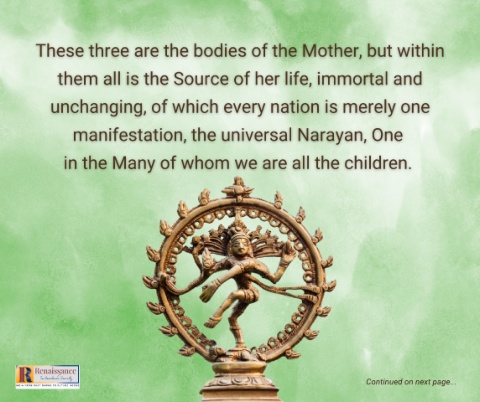 These three are the bodies of the Mother, but within
them all is the Source of her life, immortal and
unchanging, of which every nation is merely one
manifestation, the universal Narayan, One
in the Many of whom we are all the children.
Renaissance
Continued on next page...